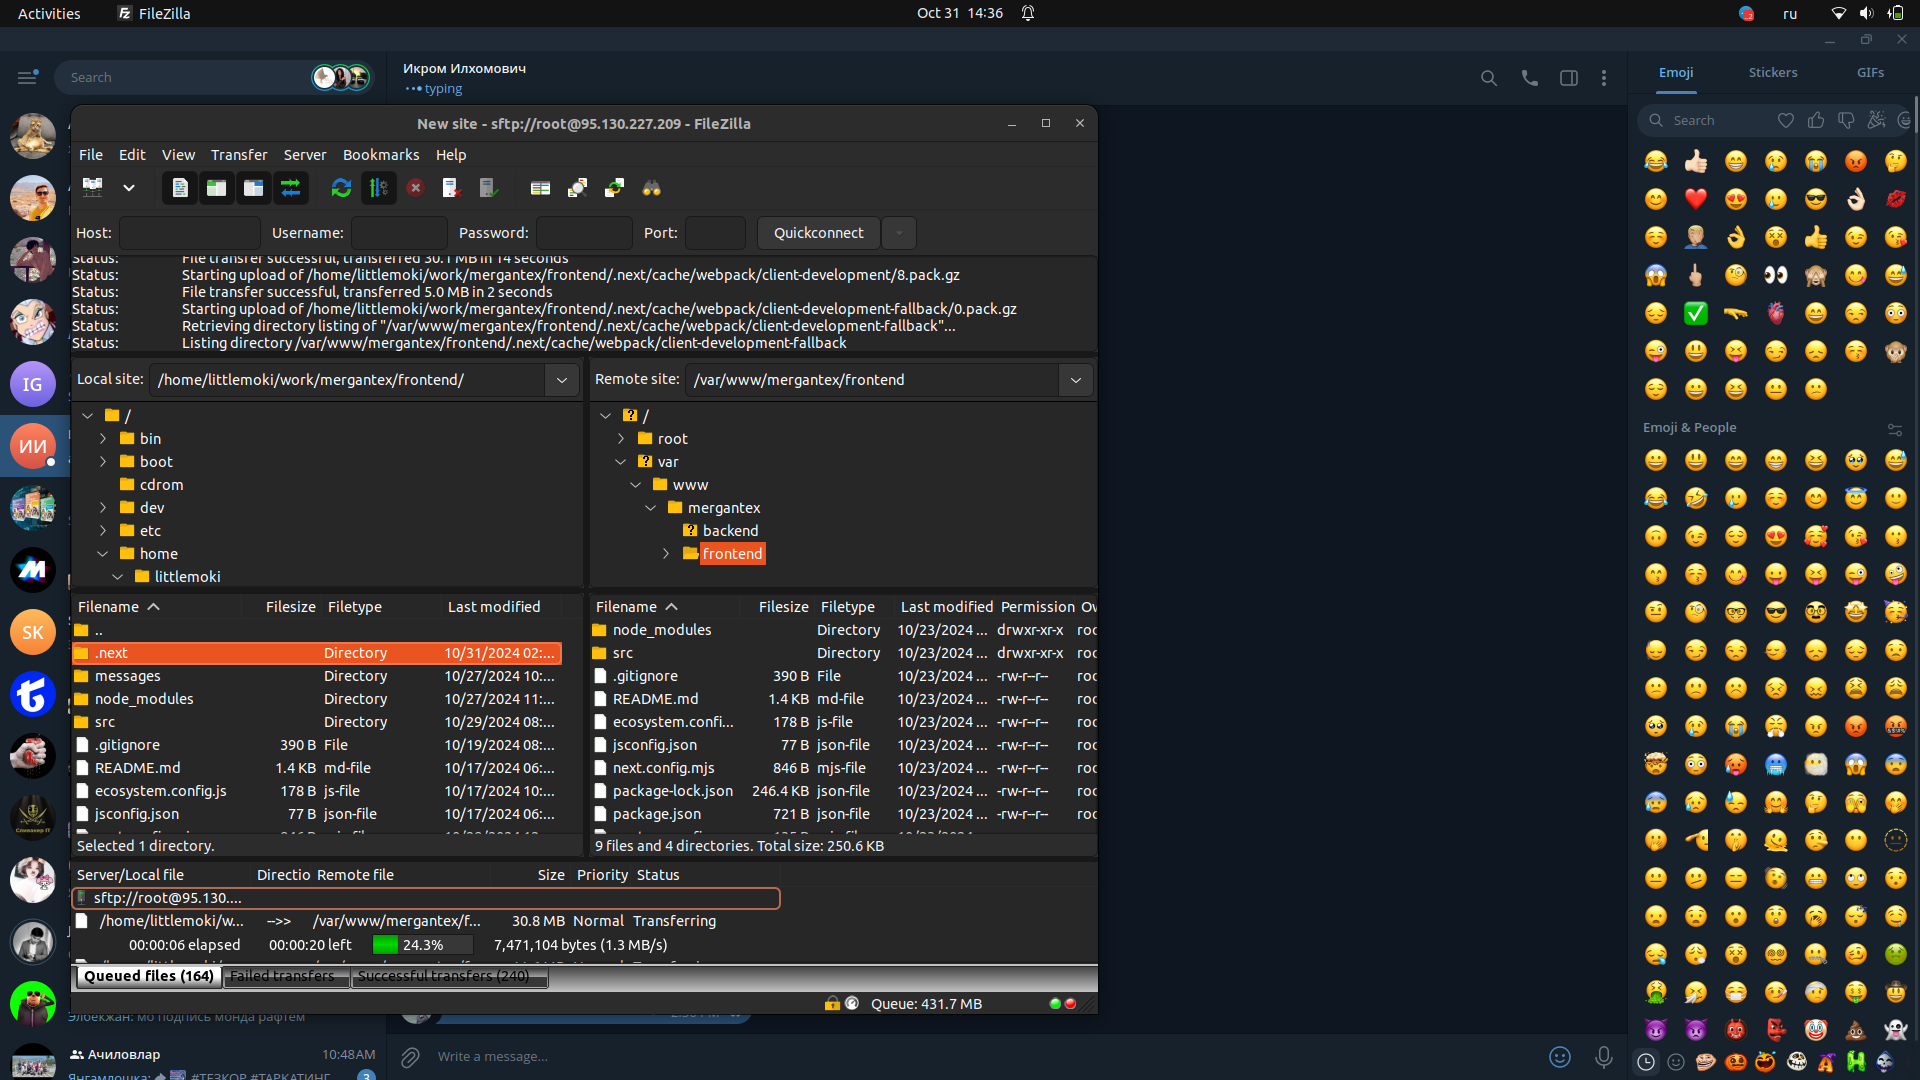 Activities
FileZilla
Oct 31 14:36
ru
Search
Икром Илхомович
typing
Emoji
Stickers
GIFs
Search
New site - sftp://root@95.130.227.209 - FileZilla
File Edit View Transfer Server Bookmarks Help
Host: Username: Password: Port: Quickconnect
Status: File transfer successful, transferred 30.1 MB in 14 seconds
Status: Starting upload of /home/littlemoki/work/mergantex/frontend/.next/cache/webpack/client-development/8.pack.gz
Status: File transfer successful, transferred 5.0 MB in 2 seconds
Status: Starting upload of /home/littlemoki/work/mergantex/frontend/.next/cache/webpack/client-development-fallback/0.pack.gz
Status: Retrieving directory listing of "/var/www/mergantex/frontend/.next/cache/webpack/client-development-fallback"...
Status: Listing directory /var/www/mergantex/frontend/.next/cache/webpack/client-development-fallback
Local site: /home/littlemoki/work/mergantex/frontend/
/
bin
boot
cdrom
dev
etc
home
littlemoki
Remote site: /var/www/mergantex/frontend
/
root
var
www
mergantex
backend
frontend
Filename Filesize Filetype Last modified
..
.next Directory 10/31/2024 02:...
messages Directory 10/27/2024 10:...
node_modules Directory 10/27/2024 11:...
src Directory 10/29/2024 08:...
.gitignore 390 B File 10/19/2024 08:...
README.md 1.4 KB md-file 10/17/2024 06:...
ecosystem.config.js 178 B js-file 10/17/2024 10:...
jsconfig.json 77 B json-file 10/17/2024 06:...
Selected 1 directory.
Filename Filesize Filetype Last modified Permission
node_modules Directory 10/23/2024 ... drwxr-xr-x
src Directory 10/23/2024 ... drwxr-xr-x
.gitignore 390 B File 10/23/2024 ... -rw-r--r--
README.md 1.4 KB md-file 10/23/2024 ... -rw-r--r--
ecosystem.confi... 178 B js-file 10/23/2024 ... -rw-r--r--
jsconfig.json 77 B json-file 10/23/2024 ... -rw-r--r--
next.config.mjs 846 B mjs-file 10/23/2024 ... -rw-r--r--
package-lock.json 246.4 KB json-file 10/23/2024 ... -rw-r--r--
package.json 721 B json-file 10/23/2024 ... -rw-r--r--
9 files and 4 directories. Total size: 250.6 KB
Server/Local file Directio Remote file Size Priority Status
sftp://root@95.130....
/home/littlemoki/w... -->> /var/www/mergantex/f... 30.8 MB Normal Transferring
00:00:06 elapsed 00:00:20 left 24.3% 7,471,104 bytes (1.3 MB/s)
Queued files (164) Failed transfers Successful transfers (240)
Queue: 431.7 MB
IG
ИИ
SK
Спивакер IT
Элоежжан: мо подпись монда рафтем
Ачиловлар 10:48 AM
Янгамлошка: #ТЕЗКОР #ТАРКАТИНГ 3
Write a message...
Emoji & People